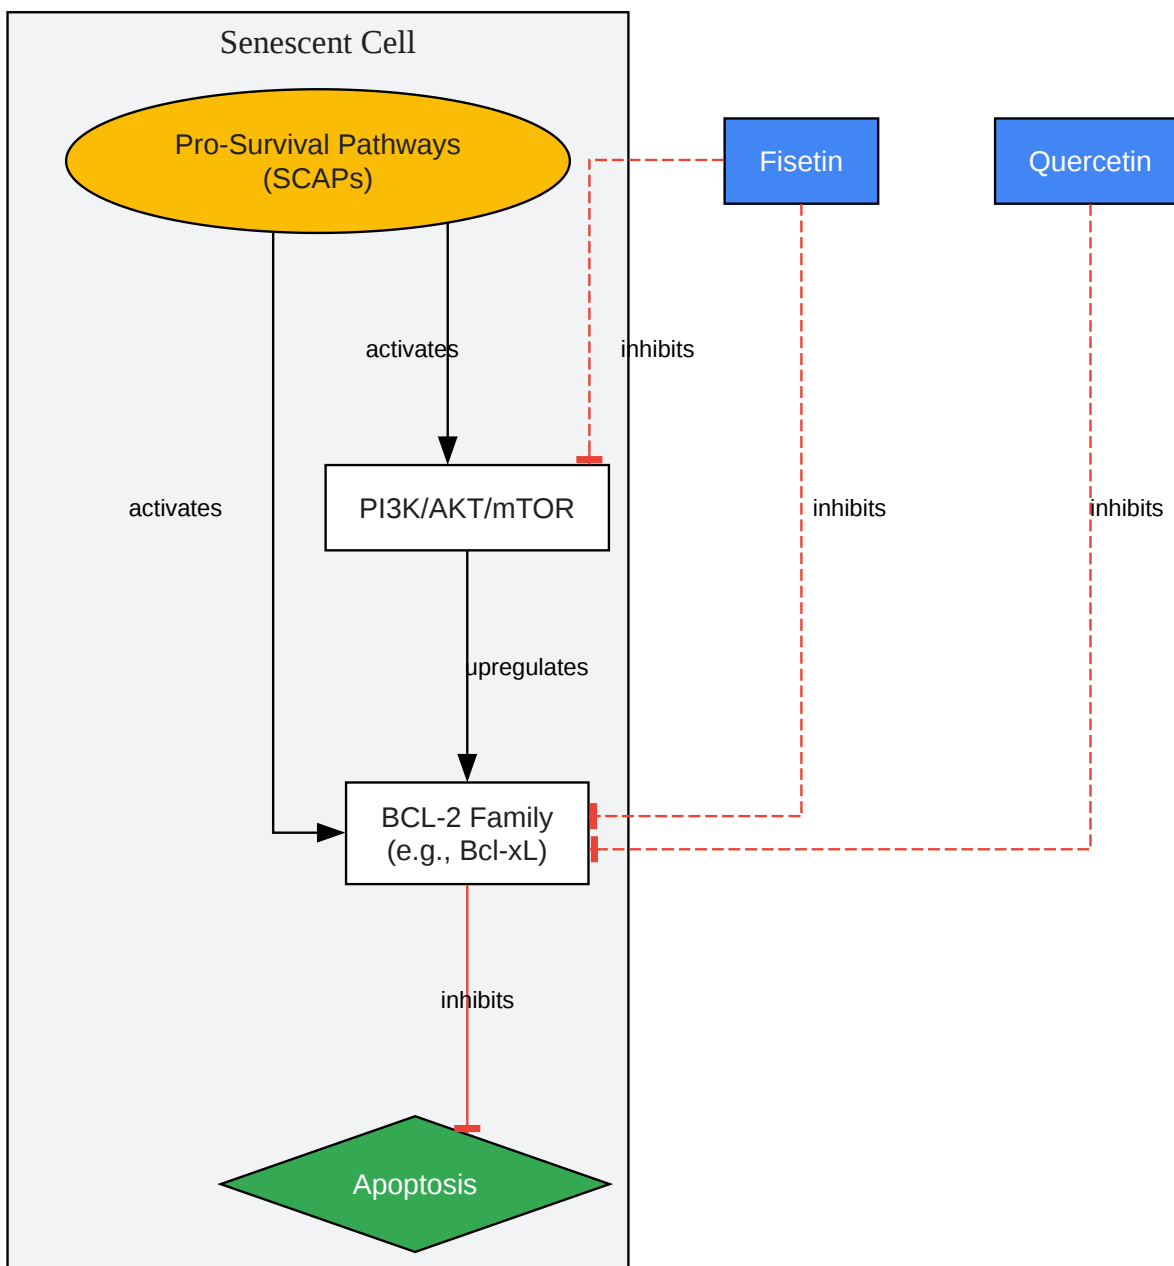 Senescent Cell
Pro-Survival Pathways
(SCAPs)
Fisetin
Quercetin
activates
inhibits
activates
PI3K/AKT/mTOR
inhibits
inhibits
upregulates
BCL-2 Family
(e.g., Bcl-xL)
inhibits
Apoptosis